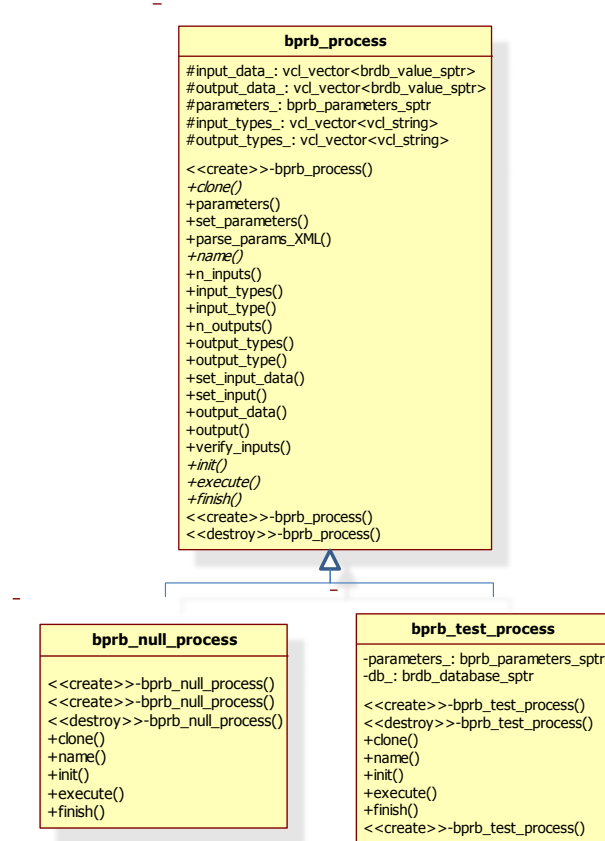 bprb_process
#input_data_: vcl_vector<brdb_value_sptr>
#output_data_: vcl_vector<brdb_value_sptr>
#parameters_: bprb_parameters_sptr
#input_types_: vcl_vector<vcl_string>
#output_types_: vcl_vector<vcl_string>
<<create>>-bprb_process()
+clone()
+parameters()
+set_parameters()
+parse_params_XML()
+name()
+n_inputs()
+input_types()
+input_type()
+n_outputs()
+output_types()
+output_type()
+set_input_data()
+set_input()
+output_data()
+output()
+verify_inputs()
+init()
+execute()
+finish()
<<create>>-bprb_process()
<<destroy>>-bprb_process()
bprb_null_process
<<create>>-bprb_null_process()
<<create>>-bprb_null_process()
<<destroy>>-bprb_null_process()
+clone()
+name()
+init()
+execute()
+finish()
bprb_test_process
-parameters_: bprb_parameters_sptr
-db_: brdb_database_sptr
<<create>>-bprb_test_process()
<<destroy>>-bprb_test_process()
+clone()
+name()
+init()
+execute()
+finish()
<<create>>-bprb_test_process()